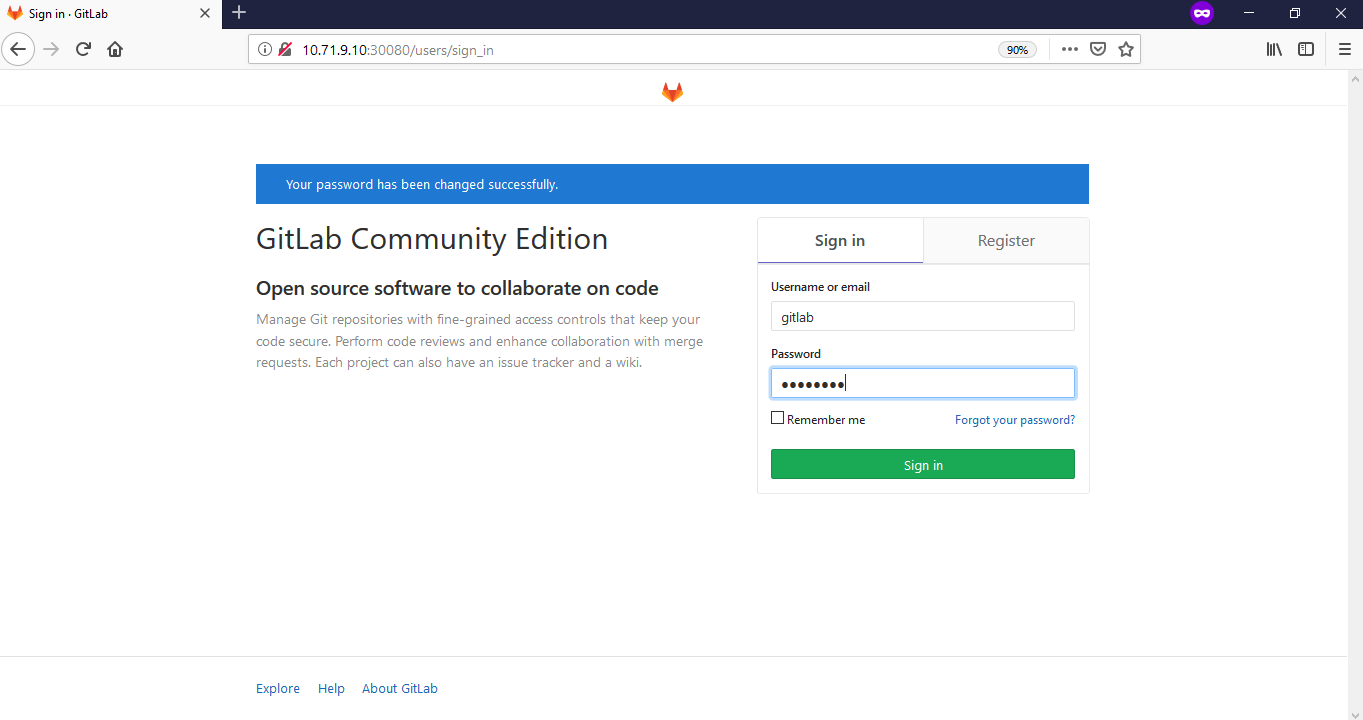 Sign in · GitLab
10.71.9.10:30080/users/sign_in
90%
Your password has been changed successfully.
GitLab Community Edition
Open source software to collaborate on code
Manage Git repositories with fine-grained access controls that keep your
code secure. Perform code reviews and enhance collaboration with merge
requests. Each project can also have an issue tracker and a wiki.
Sign in
Register
Username or email
gitlab
Password
●●●●●●●●
Remember me
Forgot your password?
Sign in
Explore
Help
About GitLab